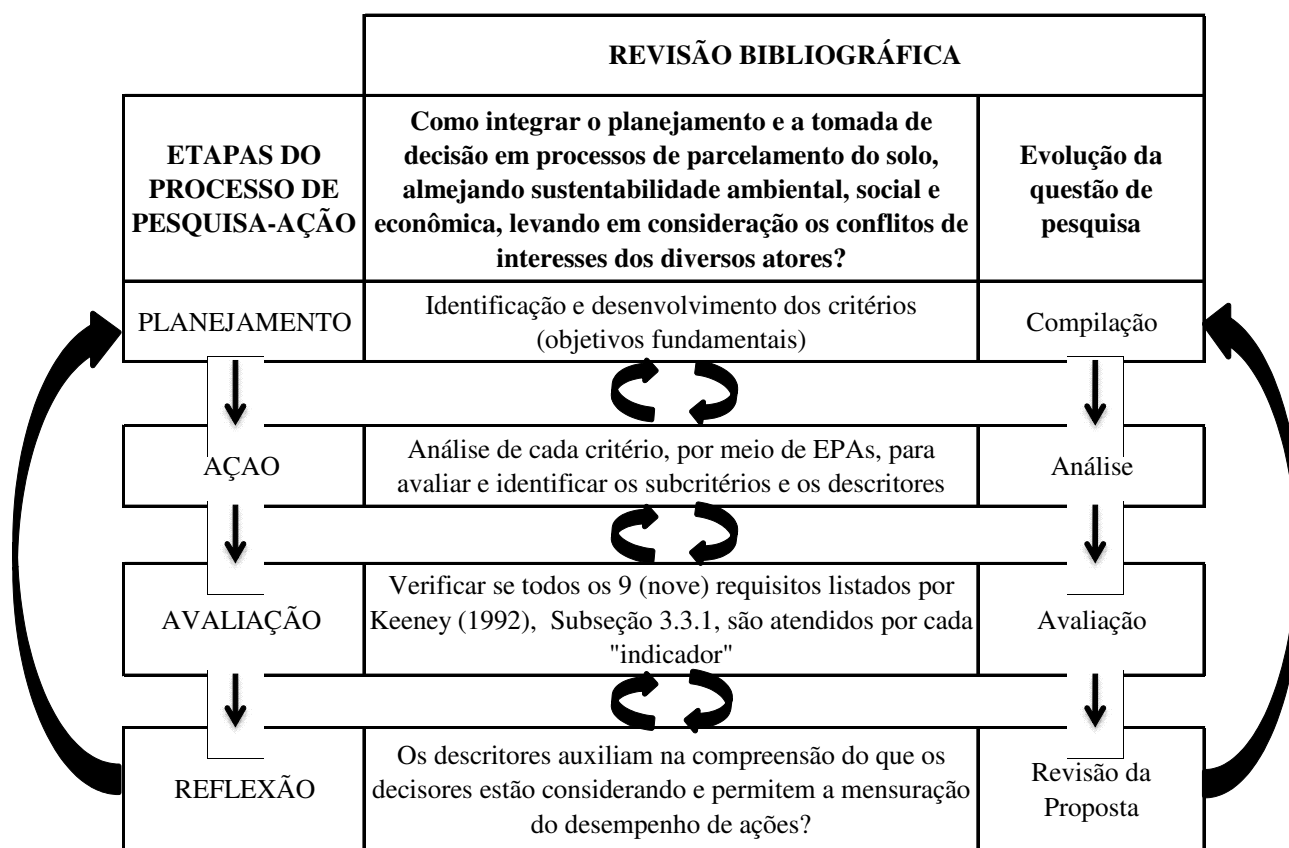 REVISÃO BIBLIOGRÁFICA
ETAPAS DO
PROCESSO DE
PESQUISA-AÇÃO
Como integrar o planejamento e a tomada de
decisão em processos de parcelamento do solo,
almejando sustentabilidade ambiental, social e
econômica, levando em consideração os conflitos de
interesses dos diversos atores?
Evolução da
questão de
pesquisa
PLANEJAMENTO
Identificação e desenvolvimento dos critérios
(objetivos fundamentais)
Compilação
AÇAO
Análise de cada critério, por meio de EPAs, para
avaliar e identificar os subcritérios e os descritores
Análise
AVALIAÇÃO
Verificar se todos os 9 (nove) requisitos listados por
Keeney (1992), Subseção 3.3.1, são atendidos por cada
"indicador"
Avaliação
REFLEXÃO
Os descritores auxiliam na compreensão do que os
decisores estão considerando e permitem a mensuração
do desempenho de ações?
Revisão da
Proposta